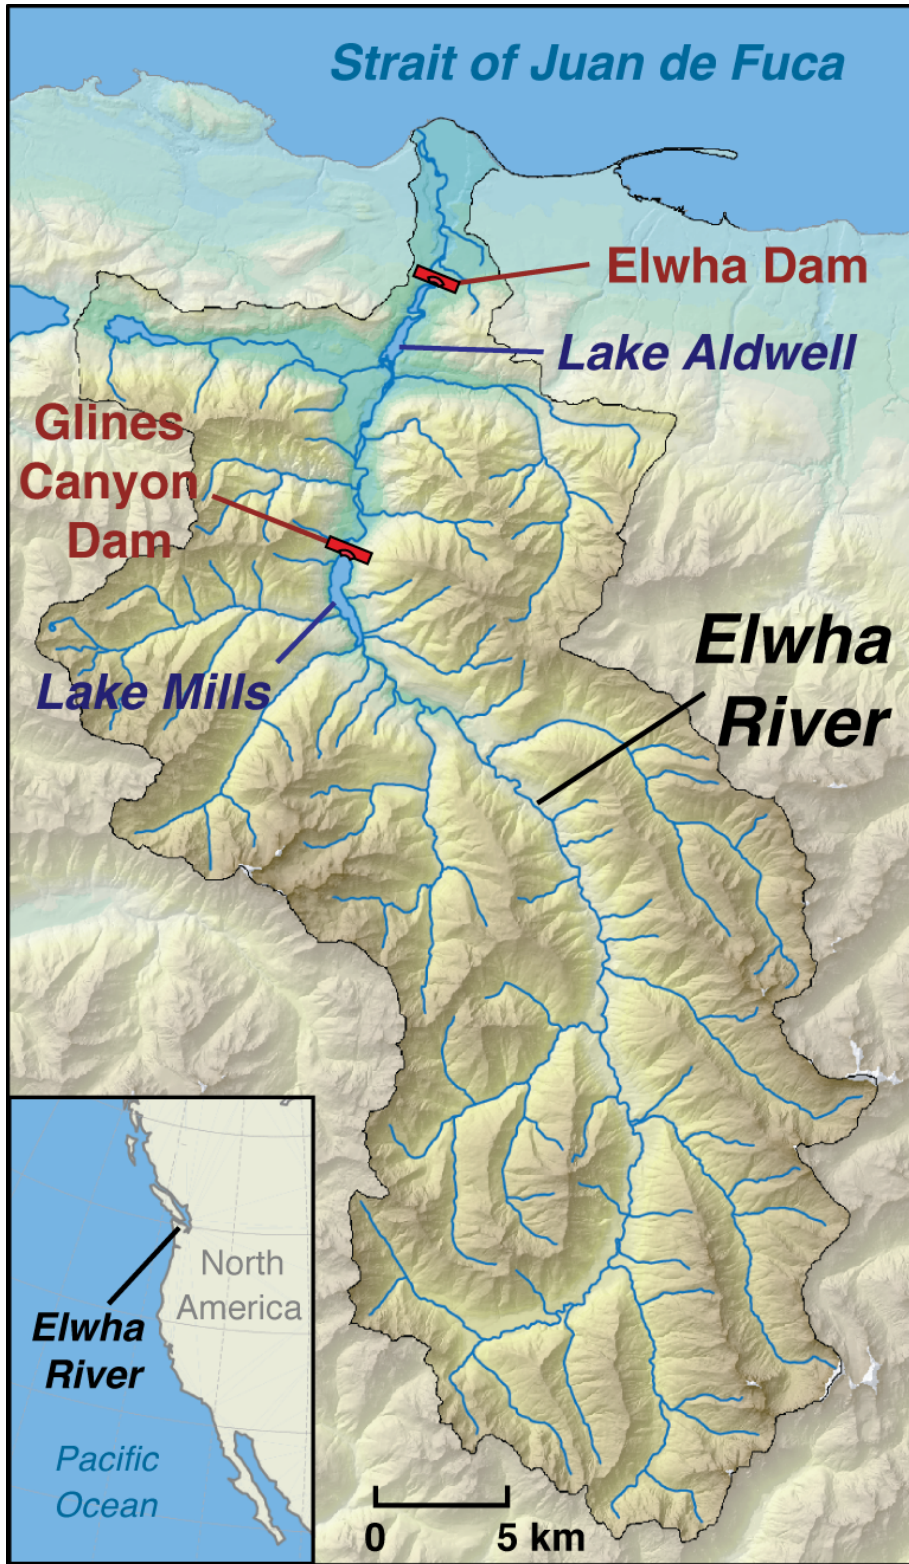 Strait of Juan de Fuca
Elwha Dam
Lake Aldwell
Glines
Canyon
Dam
Elwha
River
Lake Mills
North
America
Elwha
River
Pacific
Ocean
0 5 km